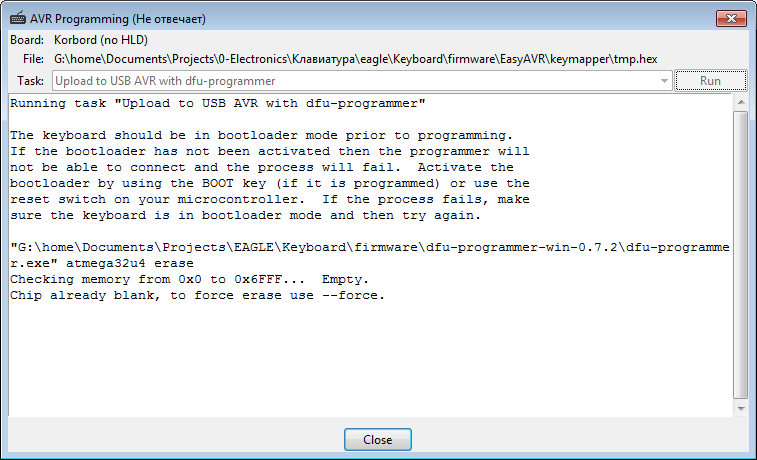 AVR Programming (Не отвечает)
Board: Korbord (no HLD)
File: G:\home\Documents\Projects\0-Electronics\Клавиатура\eagle\Keyboard\firmware\EasyAVR\keymapper\tmp.hex
Task: Upload to USB AVR with dfu-programmer Run
Running task "Upload to USB AVR with dfu-programmer"
The keyboard should be in bootloader mode prior to programming.
If the bootloader has not been activated then the programmer will
not be able to connect and the process will fail.  Activate the
bootloader by using the BOOT key (if it is programmed) or use the
reset switch on your microcontroller.  If the process fails, make
sure the keyboard is in bootloader mode and then try again.
"G:\home\Documents\Projects\EAGLE\Keyboard\firmware\dfu-programmer-win-0.7.2\dfu-programme
r.exe" atmega32u4 erase
Checking memory from 0x0 to 0x6FFF...  Empty.
Chip already blank, to force erase use --force.
Close